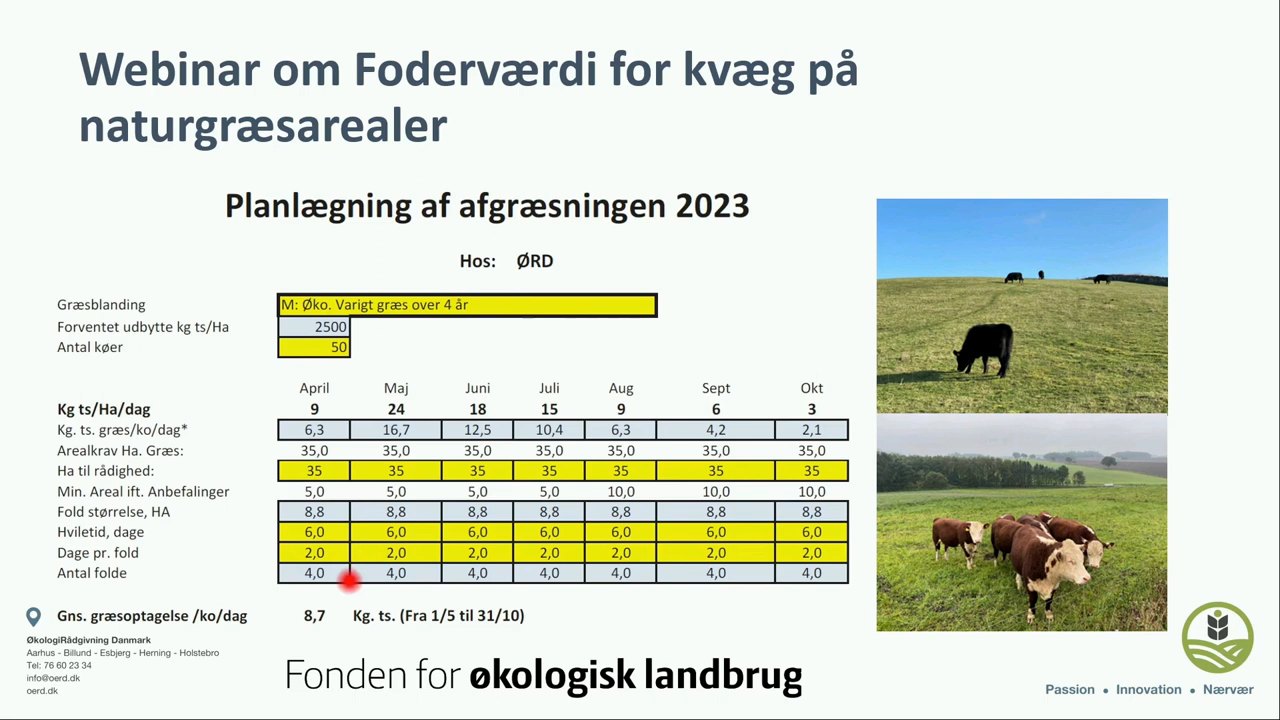 Webinar om Foderværdi for kvæg på
naturgræsarealer
Planlægning af afgræsningen 2023
Hos: ØRD
Græsblanding M: Øko. Varigt græs over 4 år
Forventet udbytte kg ts/Ha 2500
Antal køer 50
April Maj Juni Juli Aug Sept Okt
Kg ts/Ha/dag 9 24 18 15 9 6 3
Kg. ts. græs/ko/dag* 6,3 16,7 12,5 10,4 6,3 4,2 2,1
Arealkrav Ha. Græs: 35,0 35,0 35,0 35,0 35,0 35,0 35,0
Ha til rådighed: 35 35 35 35 35 35 35
Min. Areal ift. Anbefalinger 5,0 5,0 5,0 5,0 10,0 10,0 10,0
Fold størrelse, HA 8,8 8,8 8,8 8,8 8,8 8,8 8,8
Hviletid, dage 6,0 6,0 6,0 6,0 6,0 6,0 6,0
Dage pr. fold 2,0 2,0 2,0 2,0 2,0 2,0 2,0
Antal folde 4,0 4,0 4,0 4,0 4,0 4,0 4,0
Gns. græsoptagelse /ko/dag 8,7 Kg. ts. (Fra 1/5 til 31/10)
ØkologiRådgivning Danmark
Aarhus - Billund - Esbjerg - Herning - Holstebro
Tel: 76 60 23 34
info@oerd.dk
oerd.dk
Fonden for økologisk landbrug
Passion • Innovation • Nærvær